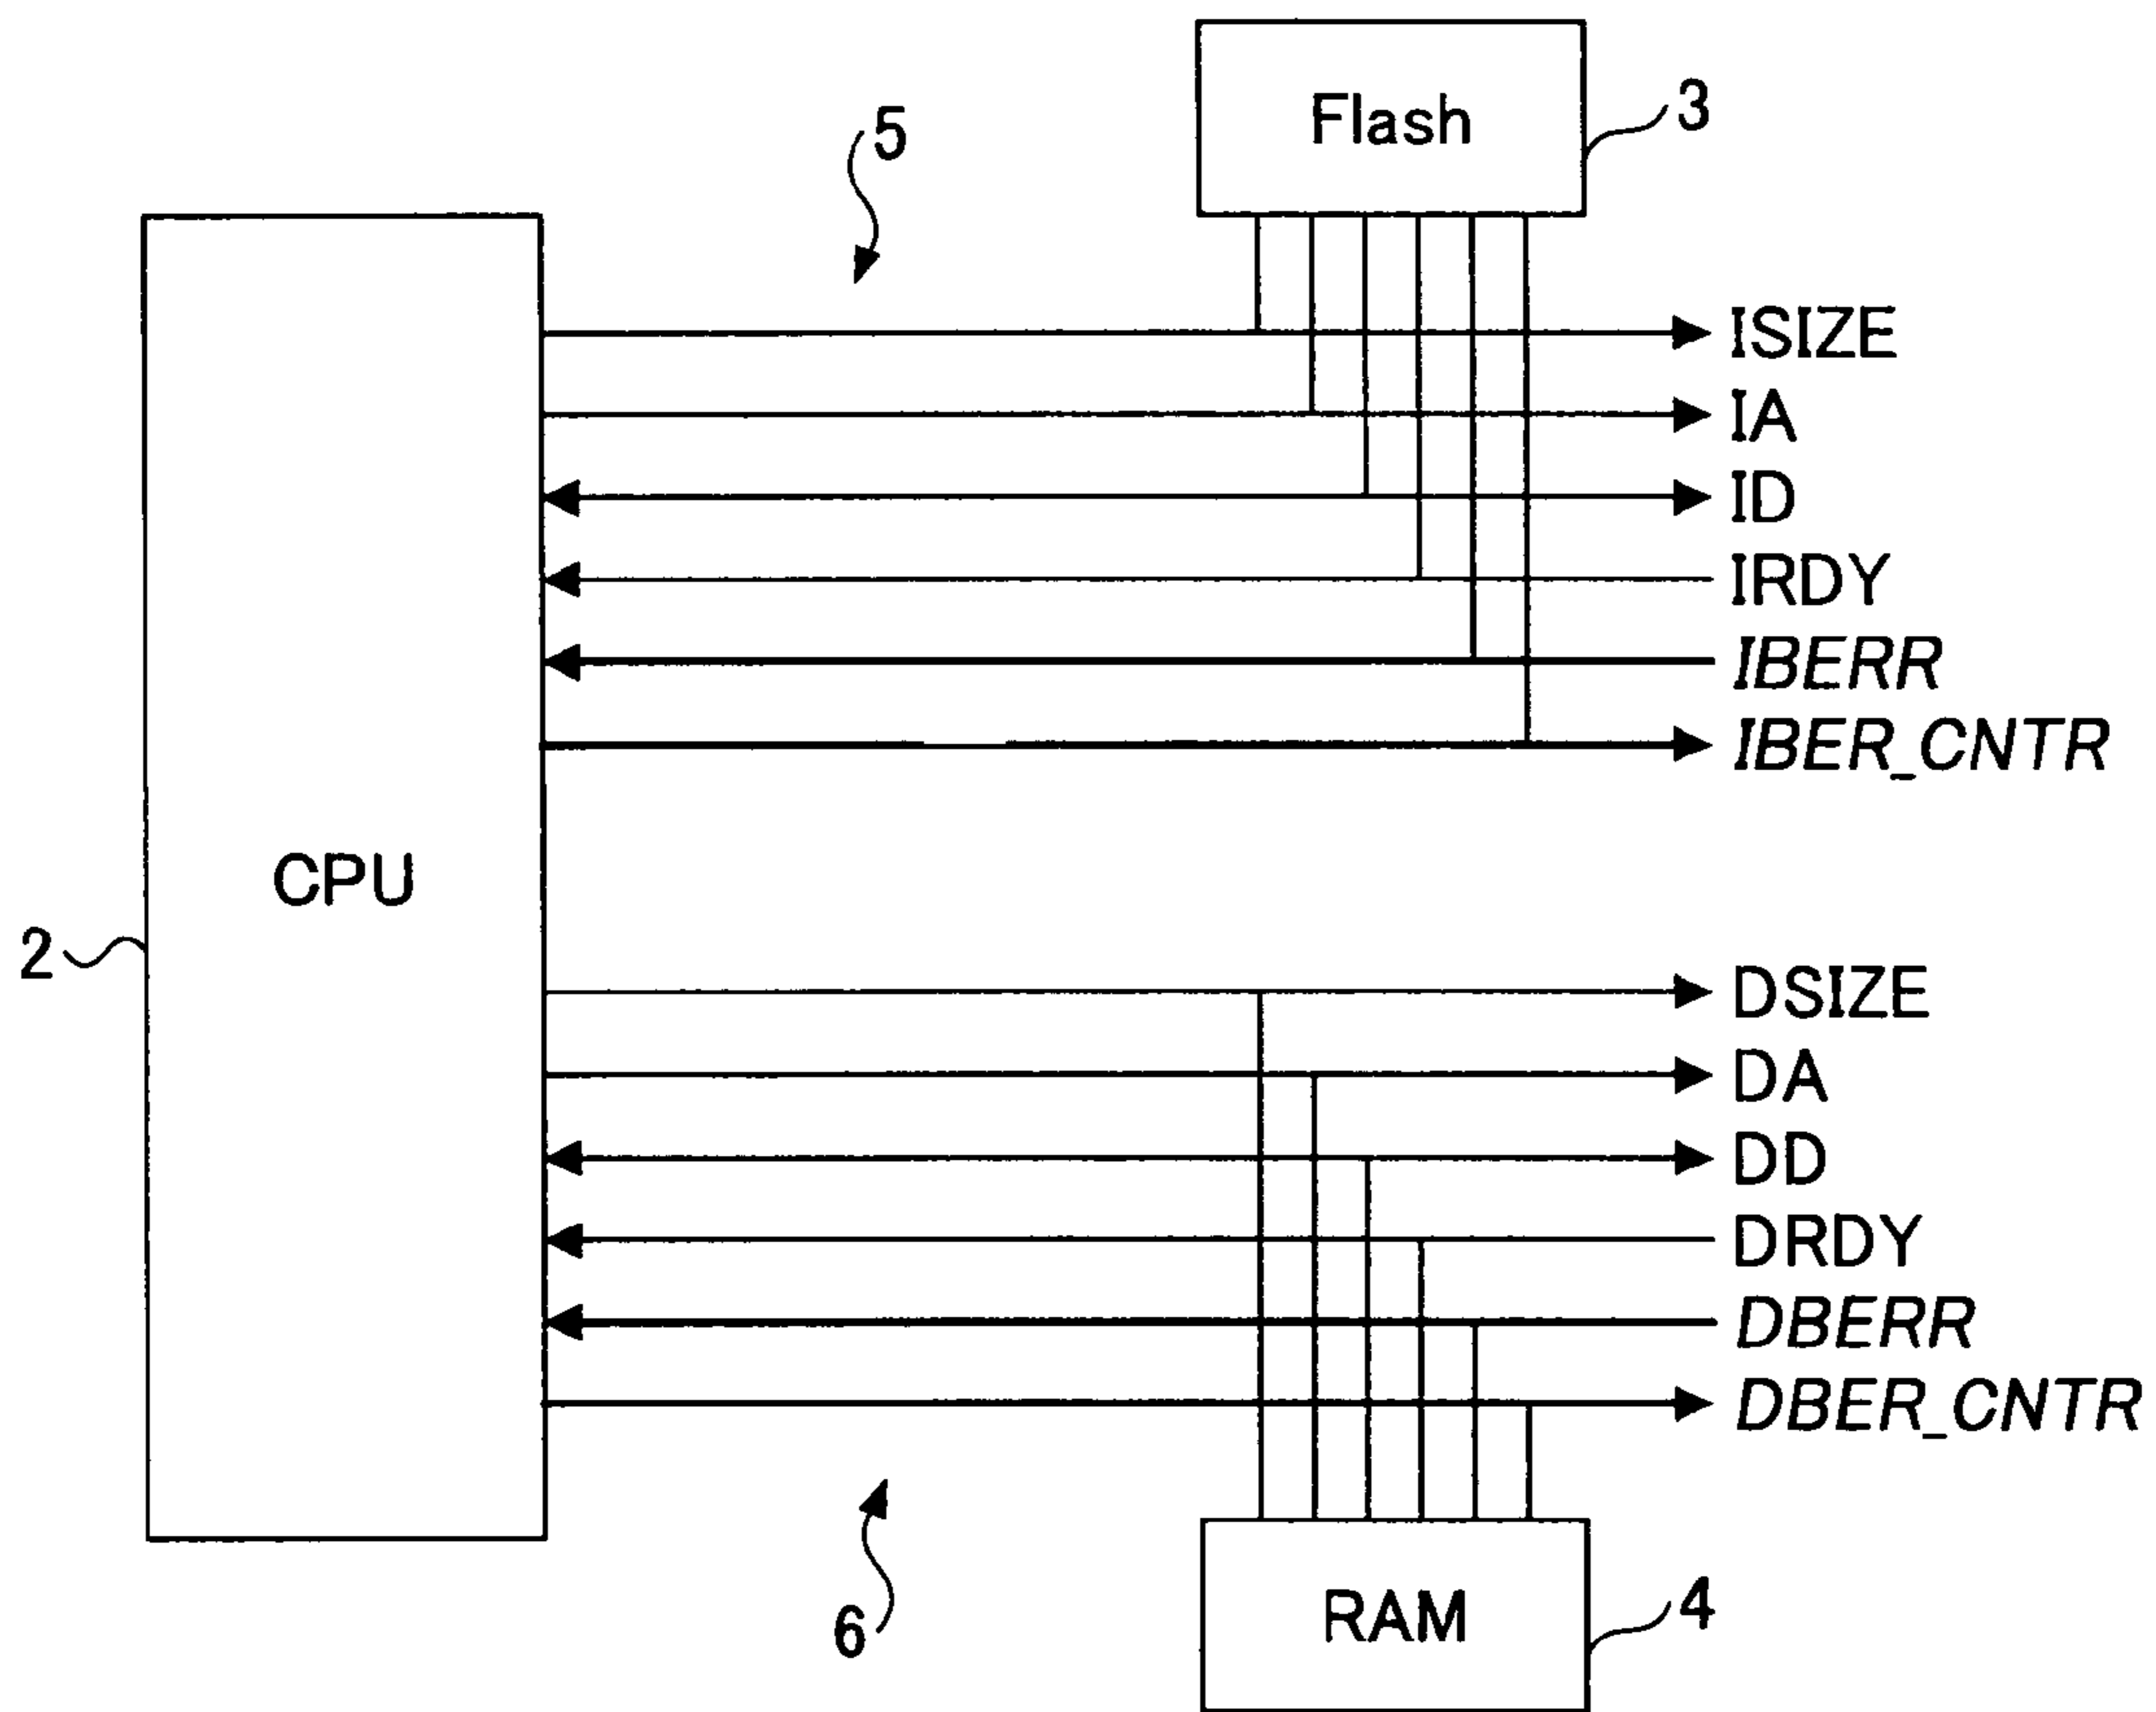 Flash
3
5
ISIZE
IA
ID
IRDY
IBERR
IBER_CNTR
CPU
2
DSIZE
DA
DD
DRDY
DBERR
DBER_CNTR
6
RAM
4